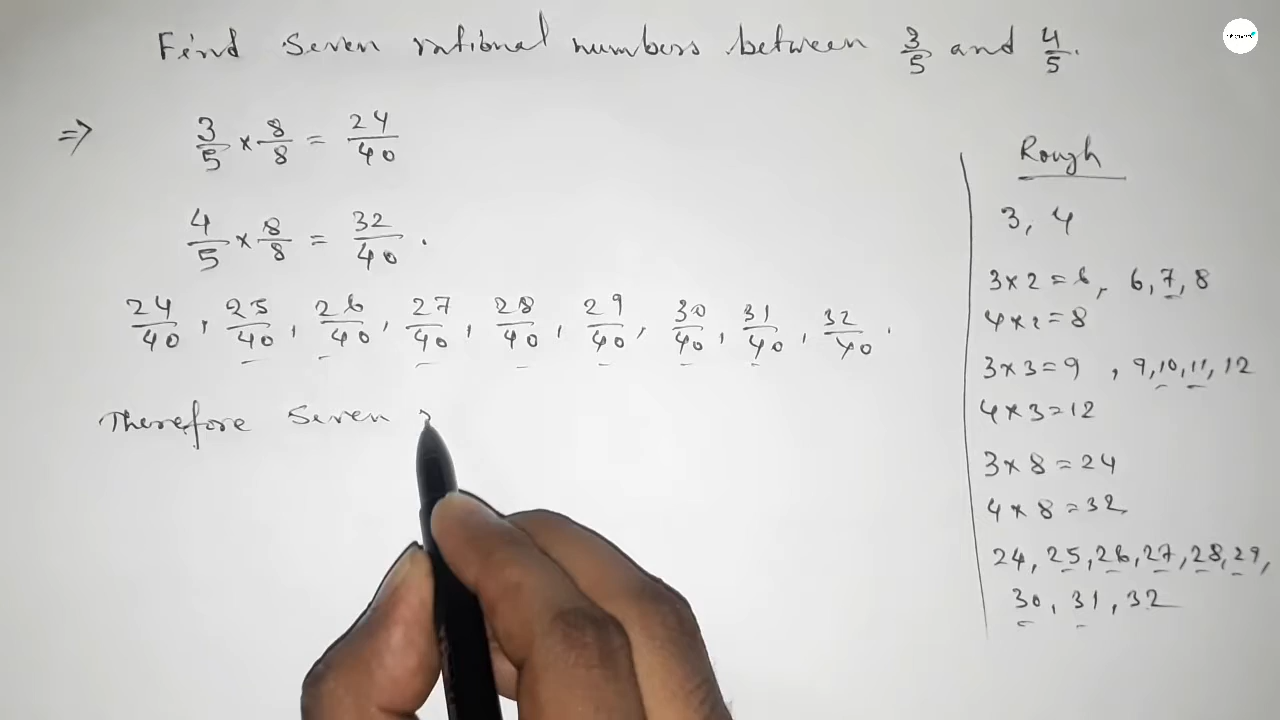 Find Seven rational numbers between 3/5 and 4/5.
=> 3/5 × 8/8 = 24/40
4/5 × 8/8 = 32/40 .
24/40, 25/40, 26/40, 27/40, 28/40, 29/40, 30/40, 31/40, 32/40.
Therefore Seven
Rough
3, 4
3×2=6, 6, 7, 8
4×2=8
3×3=9 , 9, 10, 11, 12
4×3=12
3×8=24
4×8=32,
24, 25, 26, 27, 28, 29,
30, 31, 32